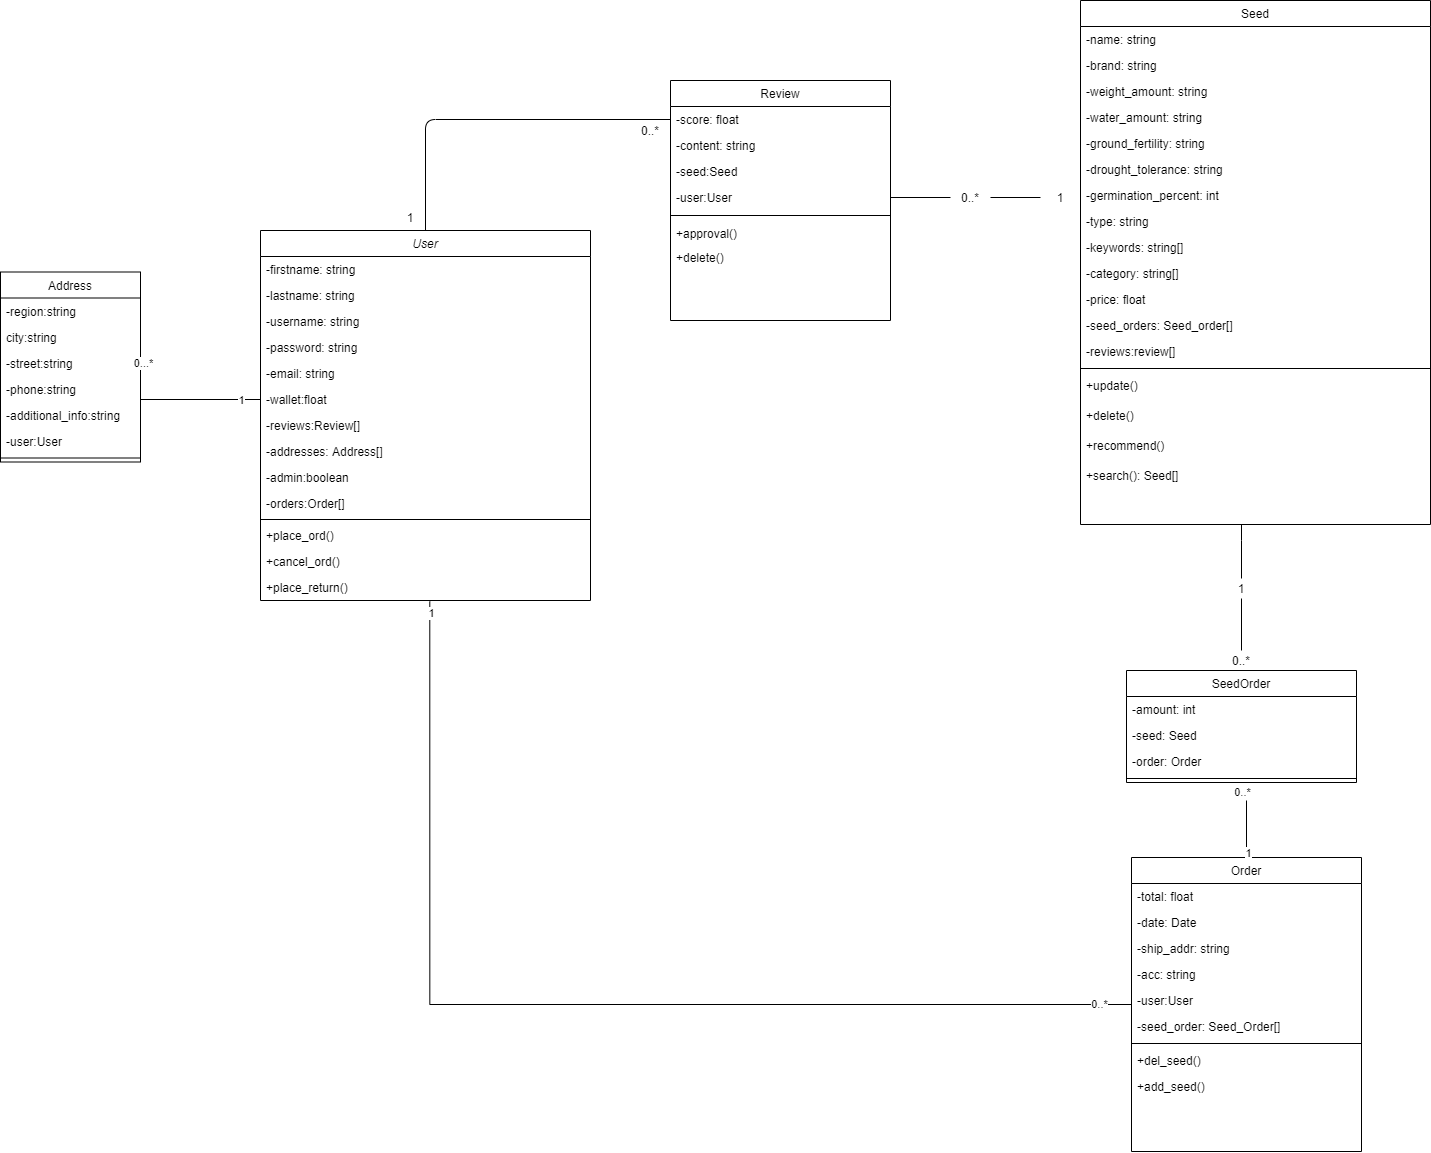 Seed
-name: string
-brand: string
-weight_amount: string
-water_amount: string
-ground_fertility: string
-drought_tolerance: string
-germination_percent: int
-type: string
-keywords: string[]
-category: string[]
-price: float
-seed_orders: Seed_order[]
-reviews:review[]
+update()
+delete()
+recommend()
+search(): Seed[]
Review
-score: float
-content: string
-seed:Seed
-user:User
+approval()
+delete()
0..*
1
0..*
1
User
-firstname: string
-lastname: string
-username: string
-password: string
-email: string
-wallet:float
-reviews:Review[]
-addresses: Address[]
-admin:boolean
-orders:Order[]
+place_ord()
+cancel_ord()
+place_return()
Address
-region:string
city:string
-street:string
-phone:string
-additional_info:string
-user:User
0...*
1
1
1
0..*
SeedOrder
-amount: int
-seed: Seed
-order: Order
0..*
1
Order
-total: float
-date: Date
-ship_addr: string
-acc: string
-user:User
-seed_order: Seed_Order[]
+del_seed()
+add_seed()
0..*